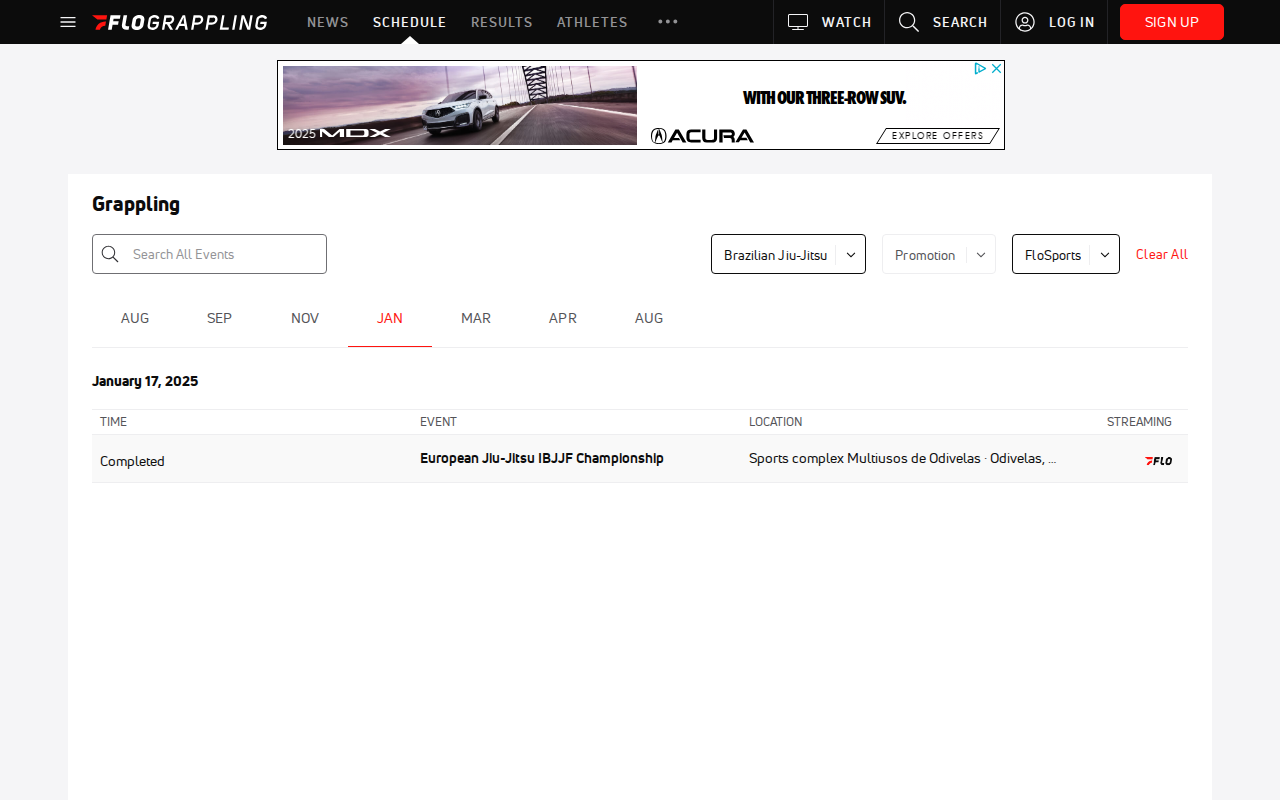 FLOGRAPPLING NEWS SCHEDULE RESULTS ATHLETES ••• WATCH SEARCH LOG IN SIGN UP
2025 MDX
WITH OUR THREE-ROW SUV.
ACURA
EXPLORE OFFERS
Grappling
Search All Events Brazilian Jiu-Jitsu Promotion FloSports Clear All
AUG SEP NOV JAN MAR APR AUG
January 17, 2025
TIME EVENT LOCATION STREAMING
Completed European Jiu-Jitsu IBJJF Championship Sports complex Multiusos de Odivelas · Odivelas, ... FLO